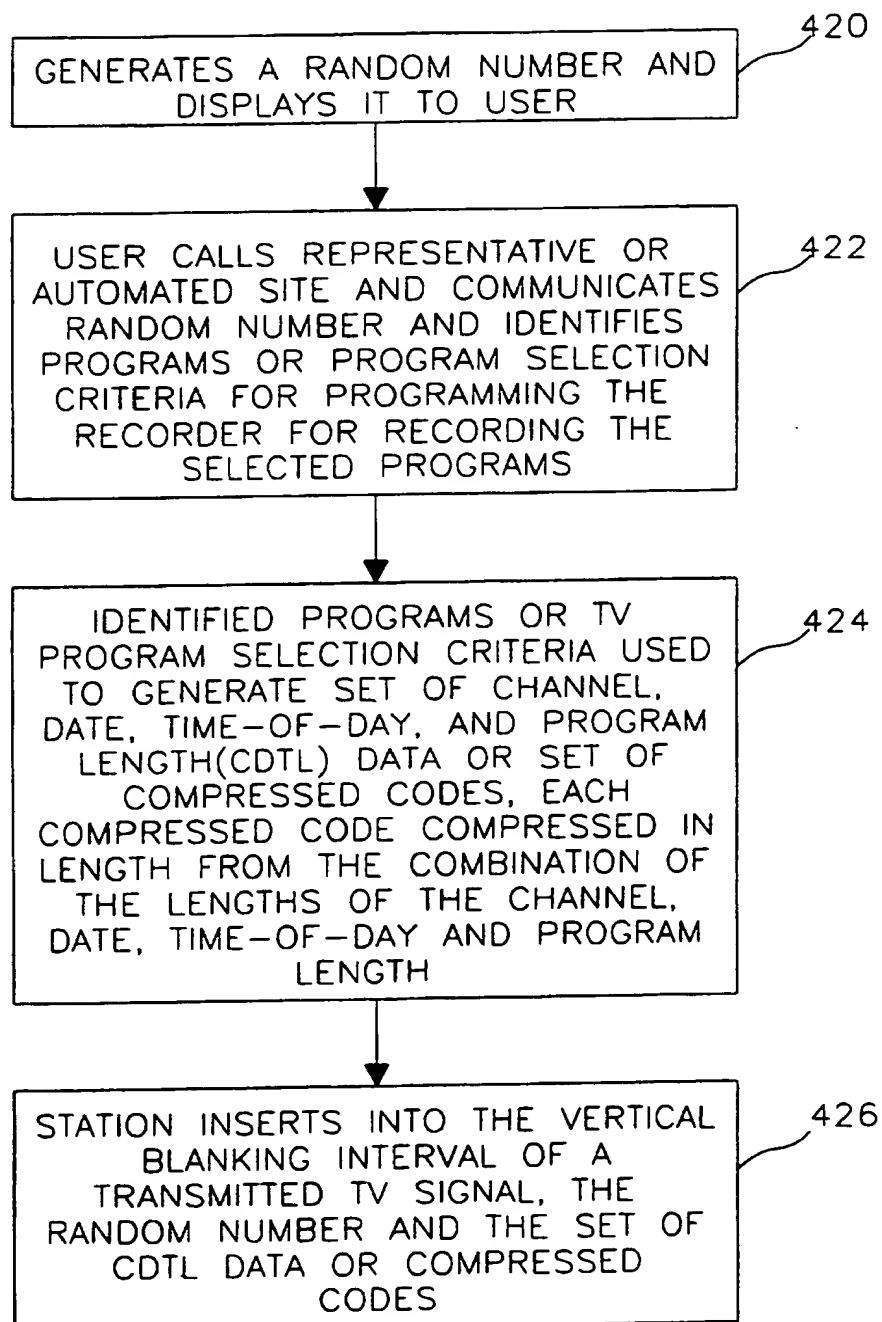 420
GENERATES A RANDOM NUMBER AND
DISPLAYS IT TO USER
422
USER CALLS REPRESENTATIVE OR
AUTOMATED SITE AND COMMUNICATES
RANDOM NUMBER AND IDENTIFIES
PROGRAMS OR PROGRAM SELECTION
CRITERIA FOR PROGRAMMING THE
RECORDER FOR RECORDING THE
SELECTED PROGRAMS
424
IDENTIFIED PROGRAMS OR TV
PROGRAM SELECTION CRITERIA USED
TO GENERATE SET OF CHANNEL,
DATE, TIME-OF-DAY, AND PROGRAM
LENGTH(CDTL) DATA OR SET OF
COMPRESSED CODES, EACH
COMPRESSED CODE COMPRESSED IN
LENGTH FROM THE COMBINATION OF
THE LENGTHS OF THE CHANNEL,
DATE, TIME-OF-DAY AND PROGRAM
LENGTH
426
STATION INSERTS INTO THE VERTICAL
BLANKING INTERVAL OF A
TRANSMITTED TV SIGNAL, THE
RANDOM NUMBER AND THE SET OF
CDTL DATA OR COMPRESSED
CODES